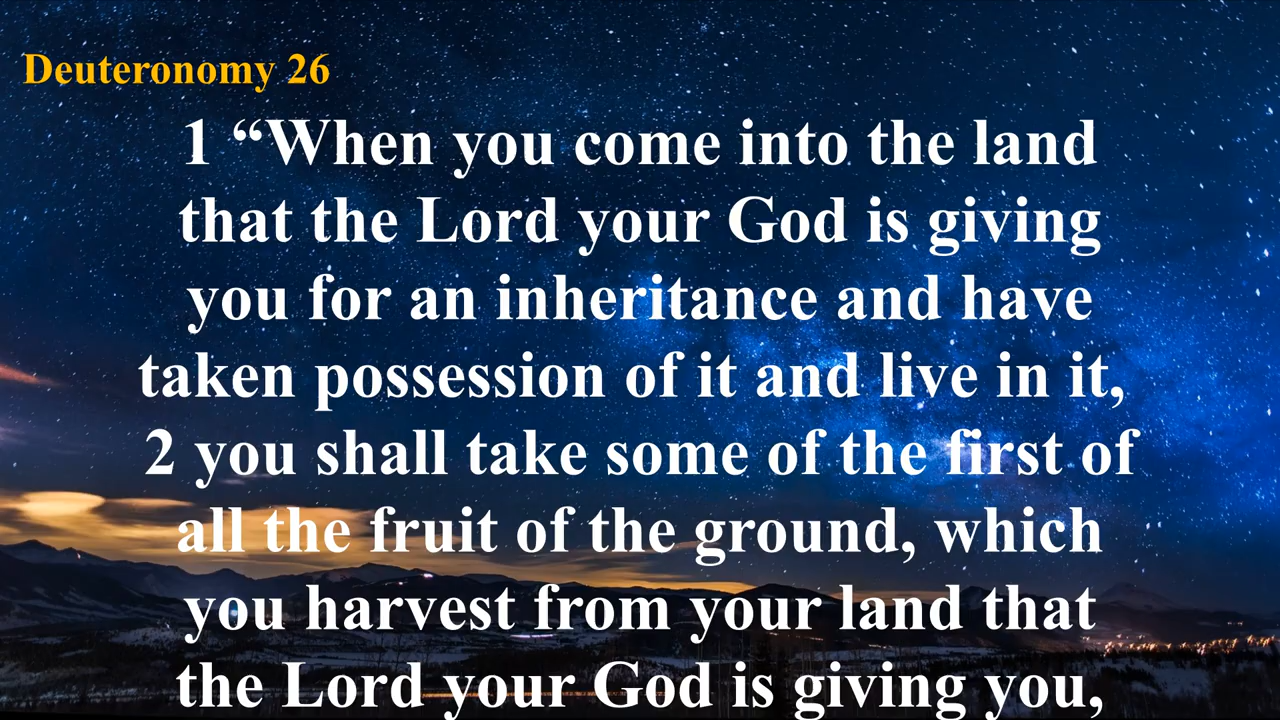 Deuteronomy 26
1 “When you come into the land
that the Lord your God is giving
you for an inheritance and have
taken possession of it and live in it,
2 you shall take some of the first of
all the fruit of the ground, which
you harvest from your land that
the Lord your God is giving you,